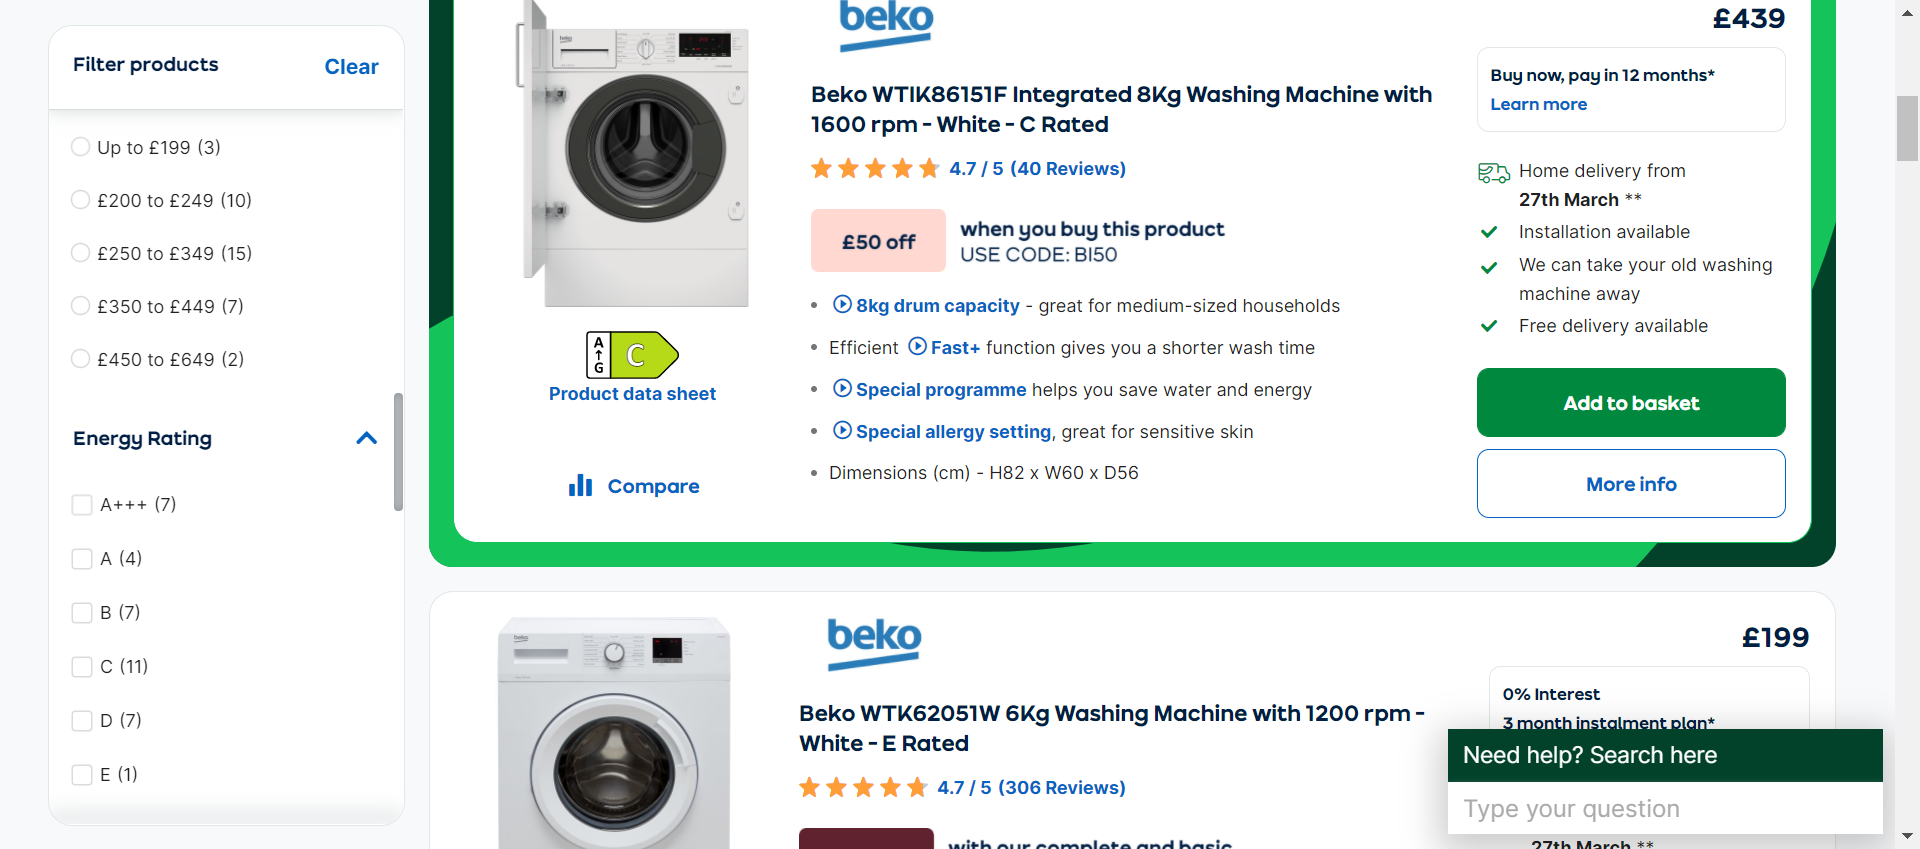 Filter products
Clear
Up to £199 (3)
£200 to £249 (10)
£250 to £349 (15)
£350 to £449 (7)
£450 to £649 (2)
Energy Rating
A+++ (7)
A (4)
B (7)
C (11)
D (7)
E (1)
beko
A
G
C
Product data sheet
Compare
beko
Beko WTIK86151F Integrated 8Kg Washing Machine with
1600 rpm - White - C Rated
4.7 / 5 (40 Reviews)
£50 off
when you buy this product
USE CODE: BI50
8kg drum capacity - great for medium-sized households
Efficient Fast+ function gives you a shorter wash time
Special programme helps you save water and energy
Special allergy setting, great for sensitive skin
Dimensions (cm) - H82 x W60 x D56
£439
Buy now, pay in 12 months*
Learn more
Home delivery from
27th March **
Installation available
We can take your old washing
machine away
Free delivery available
Add to basket
More info
beko
beko
Beko WTK62051W 6Kg Washing Machine with 1200 rpm -
White - E Rated
4.7 / 5 (306 Reviews)
with our complete and basic
£199
0% Interest
3 month instalment plan*
Need help? Search here
Type your question
27th March **